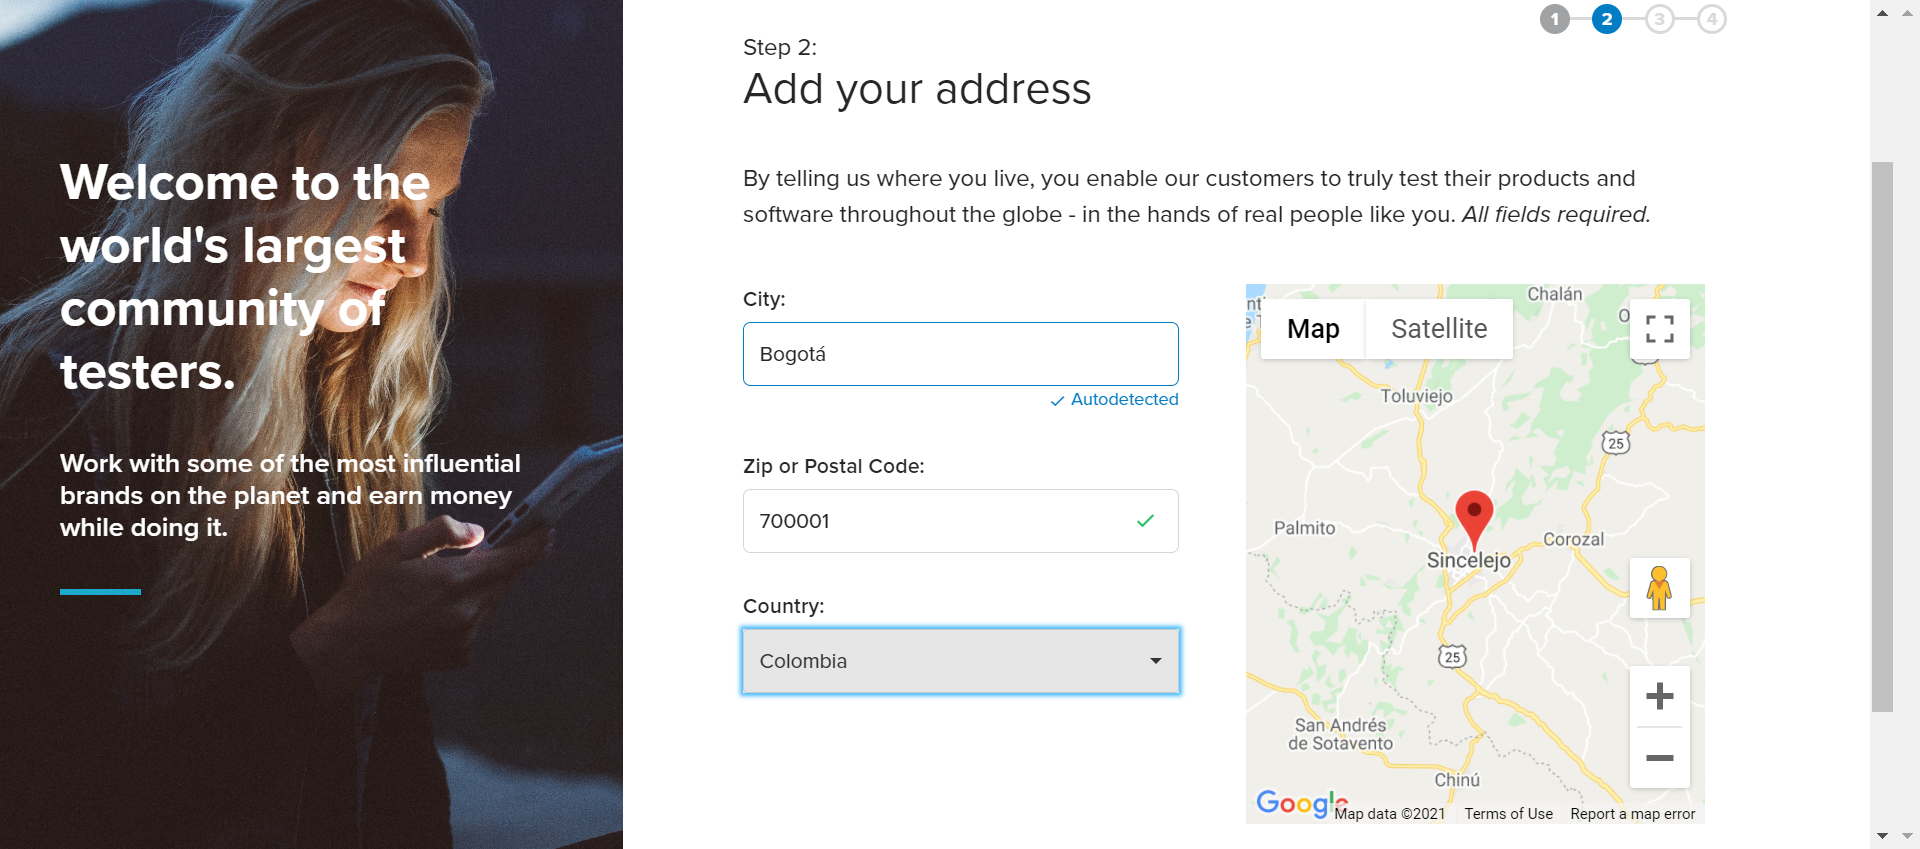 Welcome to the
world's largest
community of
testers.
Work with some of the most influential
brands on the planet and earn money
while doing it.
1 2 3 4
Step 2:
Add your address
By telling us where you live, you enable our customers to truly test their products and
software throughout the globe - in the hands of real people like you. All fields required.
City:
Bogotá
Autodetected
Zip or Postal Code:
700001
Country:
Colombia
Map
Satellite
Chalán
Toluviejo
25
Palmito
Corozal
Sincelejo
25
San Andrés
de Sotavento
Chinú
Google
Map data ©2021
Terms of Use
Report a map error